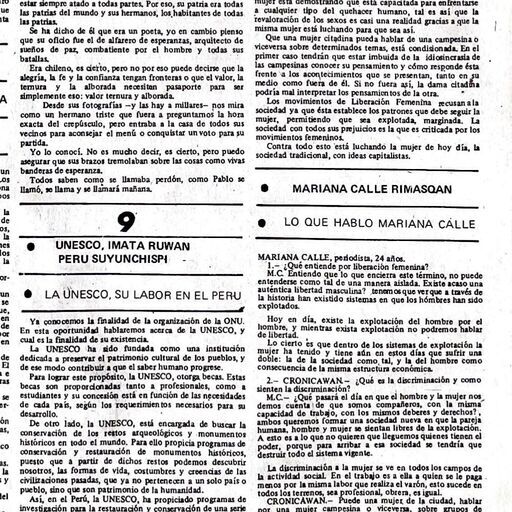 estar siempre atado a todas partes. Por eso, su patria era todas
las patrias del mundo y sus hermanos, los habitantes de todas
las patrias.
Se ha dicho de él que era un poeta, yo en cambio pienso
que su oficio fue el de alfarero de esperanzas, arquitecto de
sueños de paz, combatiente por el hombre y todas sus
batallas.
Era chileno, es cierto, pero no por eso puede decirse que la
alegría, la fe y la confianza tengan fronteras o que el valor, la
ternura y la alborada necesitan pasaporte para ser
simplemente eso: valor ternura y alborada.
Desde sus fotografías —y las hay a millares— nos mira
como un hermano triste que fuera a preguntarnos la hora
exacta del crepúsculo, pero entraba a la casa de todos sus
vecinos para aconsejar el menú o conquistar un voto para su
partida.
Yo lo conocí. No es mucho decir, es cierto, pero puedo
asegurar que sus brazos tremolaban sobre las cosas como vivas
banderas de esperanza.
Todos saben como se llamaba, perdón, como Pablo se
llamó, se llama y se llamará mañana.
9
UNESCO, IMATA RUWAN
PERU SUYUNCHISPI
LA UNESCO, SU LABOR EN EL PERU
Ya conocemos la finalidad de la organización de la ONU.
En esta oportunidad hablaremos acerca de la UNESCO, y
cual es la finalidad de su existencia.
La UNESCO ha sido fundada como una institución
dedicada a preservar el patrimonio cultural de los pueblos, y
de ese modo contribuir a que el saber humano progrese.
Para lograr este propósito, la UNESCO, otorga becas. Estas
becas son proporcionadas tanto a profesionales, como a
estudiantes y su concesión está en función de las necesidades
de cada país, según los requerimientos necesarios para su
desarrollo.
De otro lado, la UNESCO, está encargada de buscar la
conservación de los restos arqueológicos y monumentos
históricos en todo el mundo. Para ello propicia programas de
conservación y restauración de monumentos históricos,
puesto que a partir de dichos restos podemos descubrir
nosotros, las formas de vida, costumbres y creencias de las
civilizaciones pasadas, que ya no pertenecen a un solo país o
pueblo, sino que son patrimonio de la humanidad.
Así, en el Perú, la UNESCO, ha propiciado programas de
investigación para la restauración y conservación de una serie
mujer está demostrando que está capacitada para enfrentarse
a cualquier tipo del quehacer humano, tal es así que la
revaloración de los sexos es casi una realidad gracias a que la
misma mujer está luchando para que sea así.
Que una mujer citadina pueda hablar de una campesina o
viceversa sobre determinados temas, está condicionada. En el
primer caso tendrán que estar imbuida de la idiosincrasia de
las campesinas conocer su pensamiento y cómo responde ésta
frente a los acontecimientos que se presentan, tanto en su
medio como fuera de él. Si no fuera así, la dama citadina
podría mal interpretar los pensamientos de la otra.
Los movimientos de Liberación Femenina recusan a la
sociedad ya que ésta establece los patrones que debe seguir la
mujer, permitiendo que sea explotada, marginada. La
sociedad con todos sus prejuicios es la que es criticada por los
movimientos femeninos.
Contra todo esto está luchando la mujer de hoy día, la
sociedad tradicional, con ideas capitalistas.
MARIANA CALLE RIMASQAN
LO QUE HABLO MARIANA CALLE
MARIANA CALLE, periodista, 24 años.
1.— ¿Qué entiende por liberación femenina?
M.C. Entiendo que lo que encierra este término, no puede
entenderse como tal de una manera aislada. Existe acaso una
auténtica libertad masculina? tenemos que ver que a través de
la historia han existido sistemas en que los hombres han sido
explotados.
Hoy en día, existe la explotación del hombre por el
hombre, y mientras exista explotación no podremos hablar
de libertad.
Lo cierto es que dentro de los sistemas de explotación la
mujer ha tenido y tiene aún en estos días que sufrir una
doble: la de la sociedad como tal, y la del hombre como
consecuencia de la misma estructura económica.
2.— CRONICAWAN.— ¿Qué es la discriminación y como
sienten la discriminación?
M.C.— ¿Qué pasará el día en que el hombre y la mujer nos
demos cuenta de que somos compañeros, con la misma
capacidad de trabajo, con los mismos deberes y derechos?,
ambos queremos formar una sociedad nueva en que la pareja
humana, hombre y mujer se sientan libres de la explotación.
A esto es a lo que no quieren que lleguemos quienes tienen el
poder, porque para arribar a esa sociedad se tendría que
destruir todo el sistema vigente.
La discriminación a la mujer se ve en todos los campos de
la actividad social. En el trabajo es a ella a quien se le paga
menos por la misma labor que realiza el varón, esto sucede en
todos los terrenos, sea profesional, obrera, es igual.
CRONICAWAN.— Puede una mujer de la ciudad, hablar
por una mujer campesina o viceversa, sobre grupos de